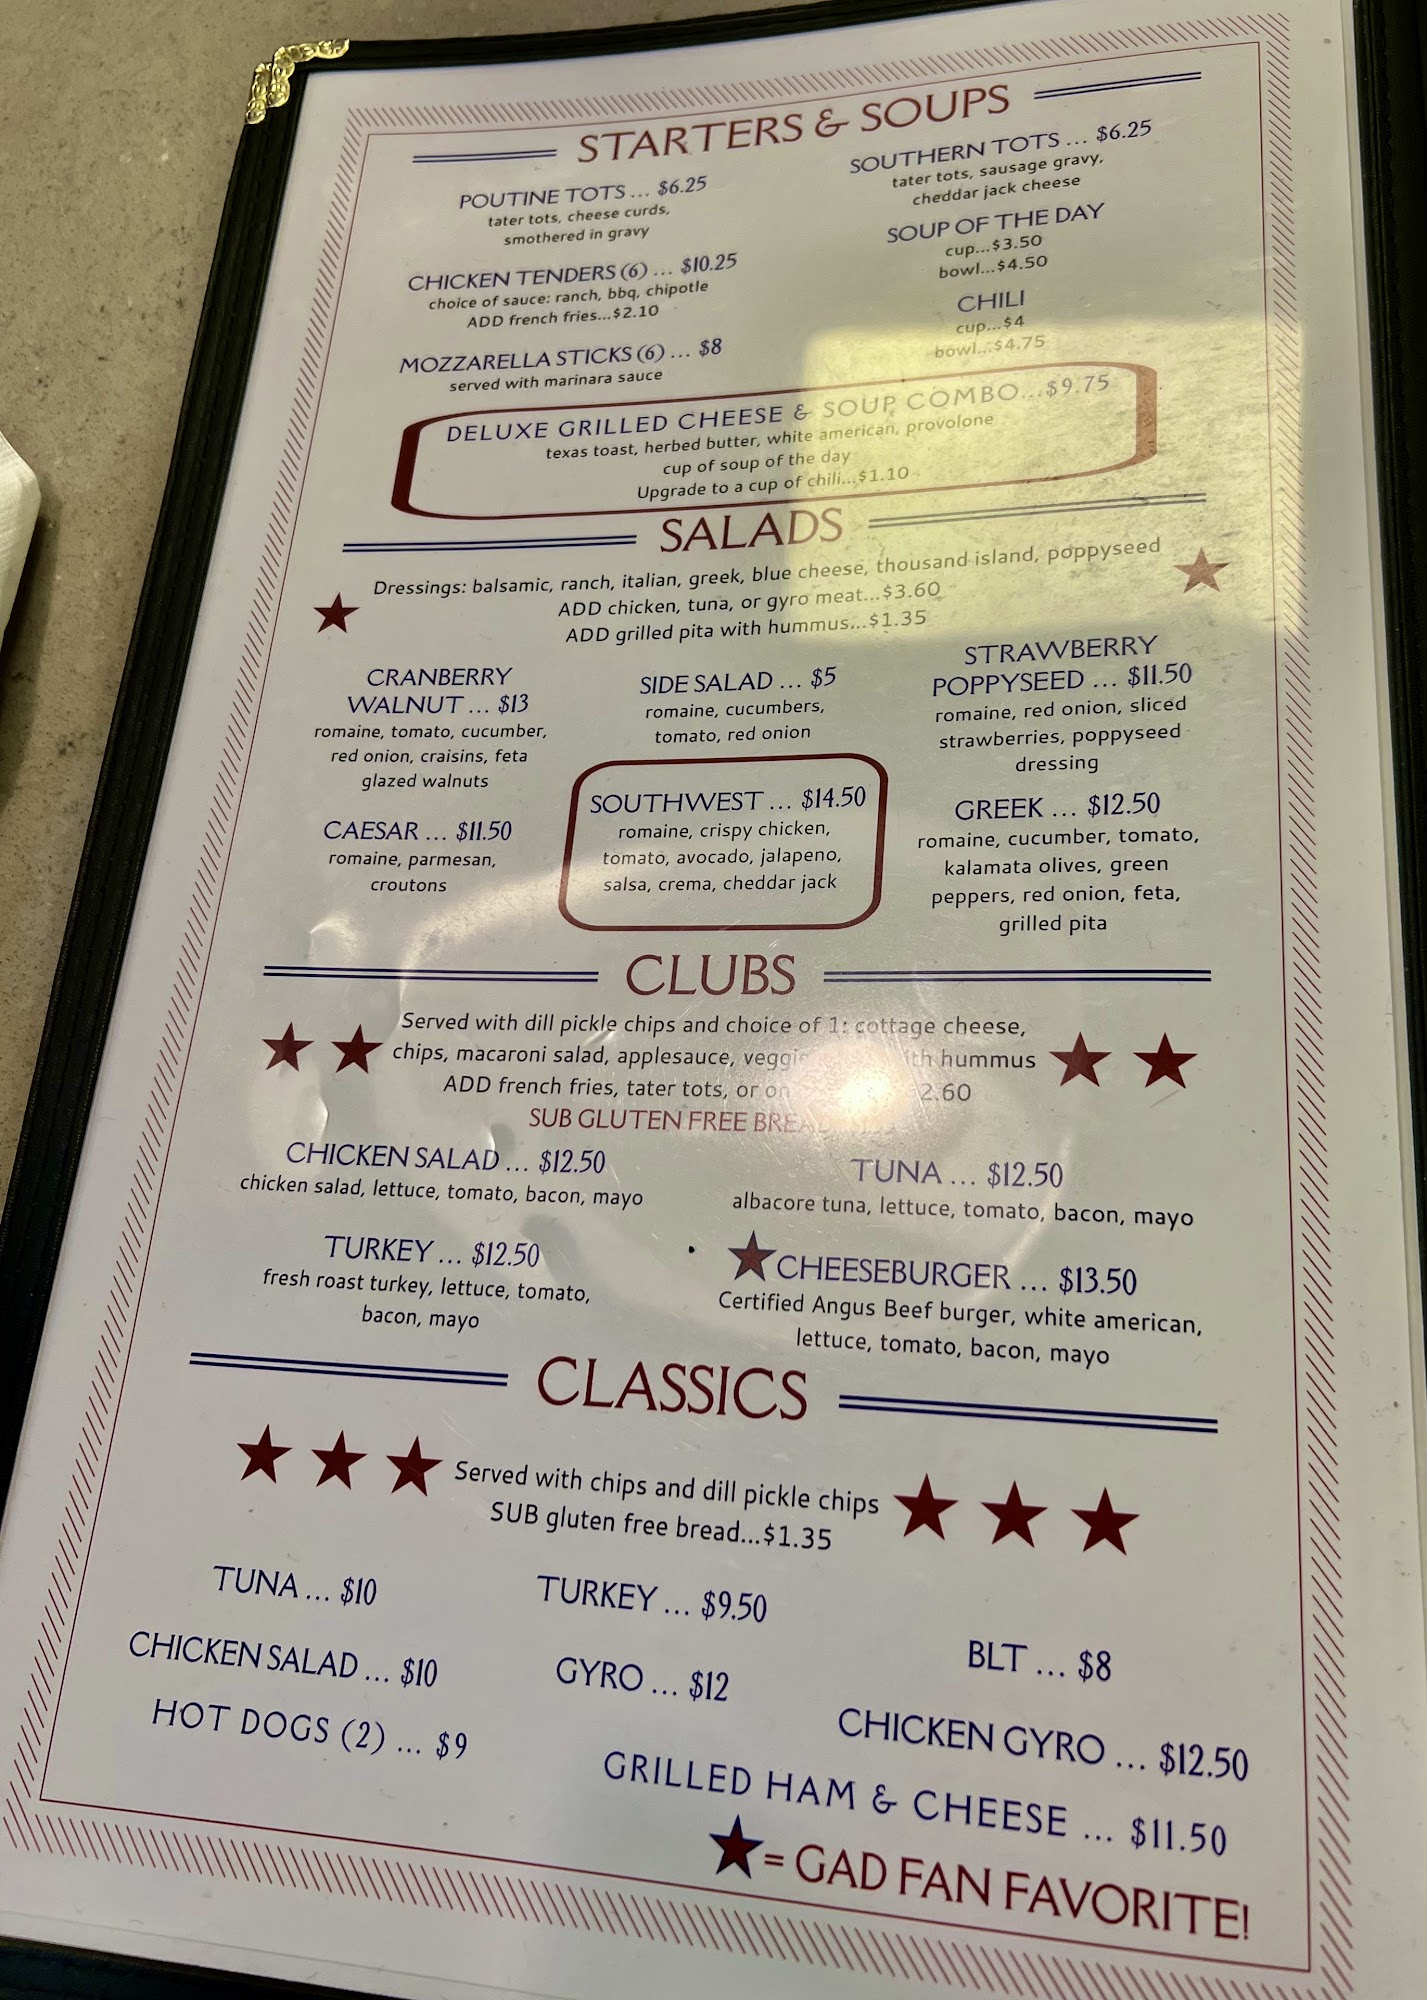 STARTERS & SOUPS
POUTINE TOTS ... $6.25
tater tots, cheese curds,
smothered in gravy
CHICKEN TENDERS (6) ... $10.25
choice of sauce: ranch, bbq, chipotle
ADD french fries...$2.10
MOZZARELLA STICKS (6) ... $8
served with marinara sauce
SOUTHERN TOTS ... $6.25
tater tots, sausage gravy,
cheddar jack cheese
SOUP OF THE DAY
cup...$3.50
bowl...$4.50
CHILI
cup...$4
bowl...$4.75
DELUXE GRILLED CHEESE & SOUP COMBO...$9.75
texas toast, herbed butter, white american, provolone
cup of soup of the day
Upgrade to a cup of chili...$1.10
SALADS
Dressings: balsamic, ranch, italian, greek, blue cheese, thousand island, poppyseed
ADD chicken, tuna, or gyro meat...$3.60
ADD grilled pita with hummus...$1.35
CRANBERRY
WALNUT ... $13
romaine, tomato, cucumber,
red onion, craisins, feta
glazed walnuts
CAESAR ... $11.50
romaine, parmesan,
croutons
SIDE SALAD ... $5
romaine, cucumbers,
tomato, red onion
SOUTHWEST ... $14.50
romaine, crispy chicken,
tomato, avocado, jalapeno,
salsa, crema, cheddar jack
STRAWBERRY
POPPYSEED ... $11.50
romaine, red onion, sliced
strawberries, poppyseed
dressing
GREEK ... $12.50
romaine, cucumber, tomato,
kalamata olives, green
peppers, red onion, feta,
grilled pita
CLUBS
Served with dill pickle chips and choice of 1: cottage cheese,
chips, macaroni salad, applesauce, hummus
ADD french fries, tater tots, or
SUB GLUTEN FREE
CHICKEN SALAD ... $12.50
chicken salad, lettuce, tomato, bacon, mayo
TUNA ... $12.50
albacore tuna, lettuce, tomato, bacon, mayo
TURKEY ... $12.50
fresh roast turkey, lettuce, tomato,
bacon, mayo
CHEESEBURGER ... $13.50
Certified Angus Beef burger, white american,
lettuce, tomato, bacon, mayo
CLASSICS
Served with chips and dill pickle chips
SUB gluten free bread...$1.35
TUNA ... $10
TURKEY ... $9.50
BLT ... $8
CHICKEN SALAD ... $10
GYRO ... $12
CHICKEN GYRO ... $12.50
HOT DOGS (2) ... $9
GRILLED HAM & CHEESE ... $11.50
= GAD FAN FAVORITE!